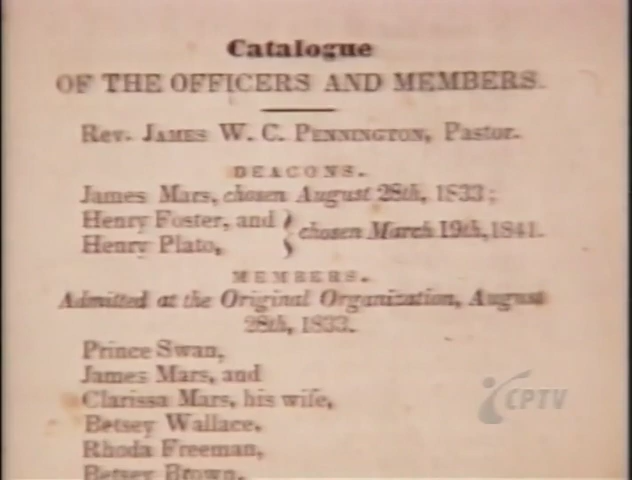 Catalogue
OF THE OFFICERS AND MEMBERS.
Rev. JAMES W. C. PENNINGTON, Pastor.
DEACONS.
James Mars, chosen August 28th, 1833;
Henry Foster, and } chosen March 19th, 1841.
Henry Plato,
MEMBERS.
Admitted at the Original Organization, August
28th, 1833.
Prince Swan,
James Mars, and
Clarissa Mars, his wife,
Betsey Wallace,
Rhoda Freeman,
Betsey Brown,
CPTV